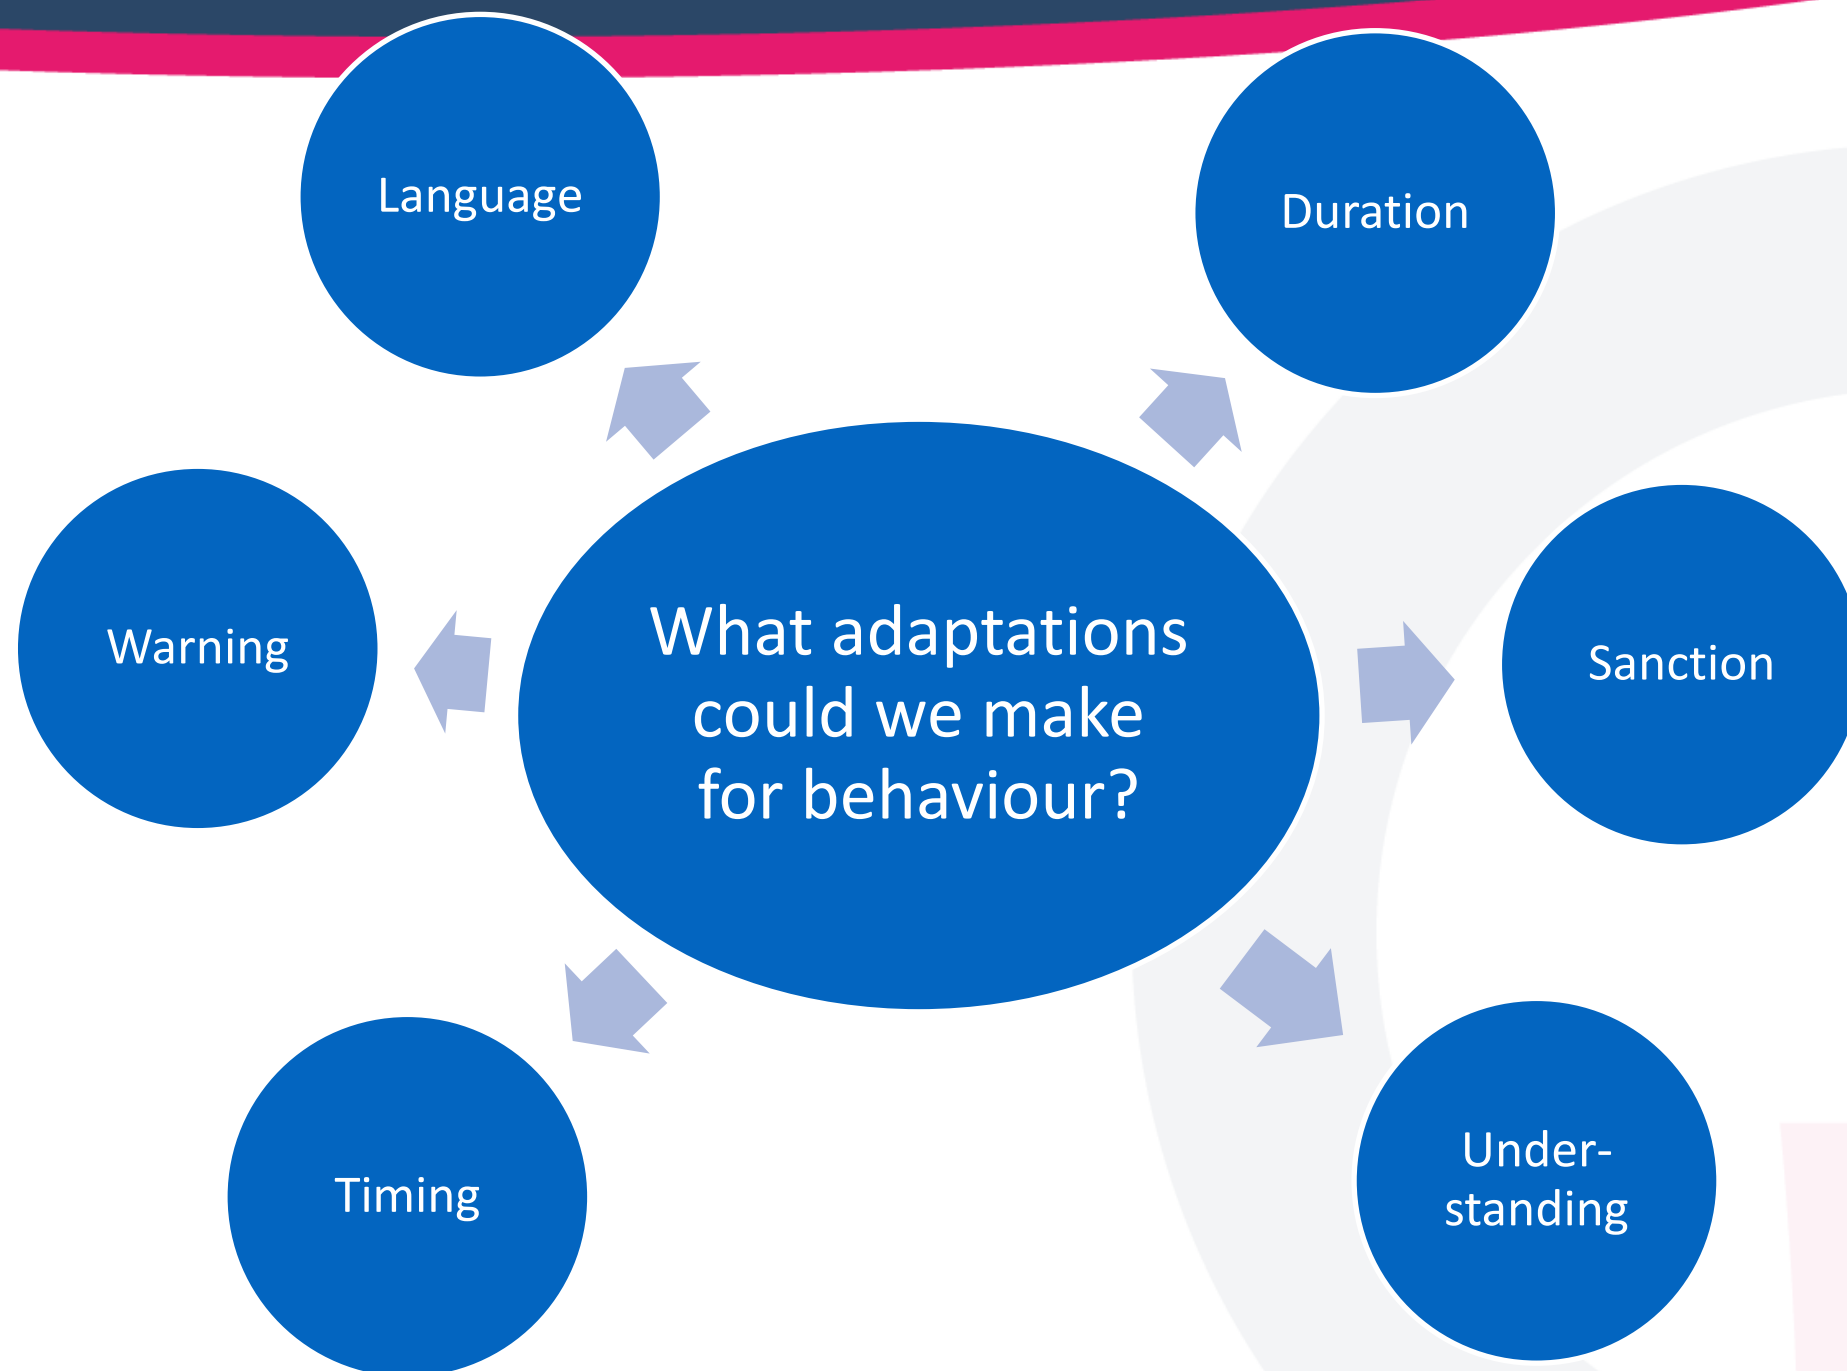 Language
Duration
Warning
What adaptations
could we make
for behaviour?
Sanction
Timing
Under-
standing